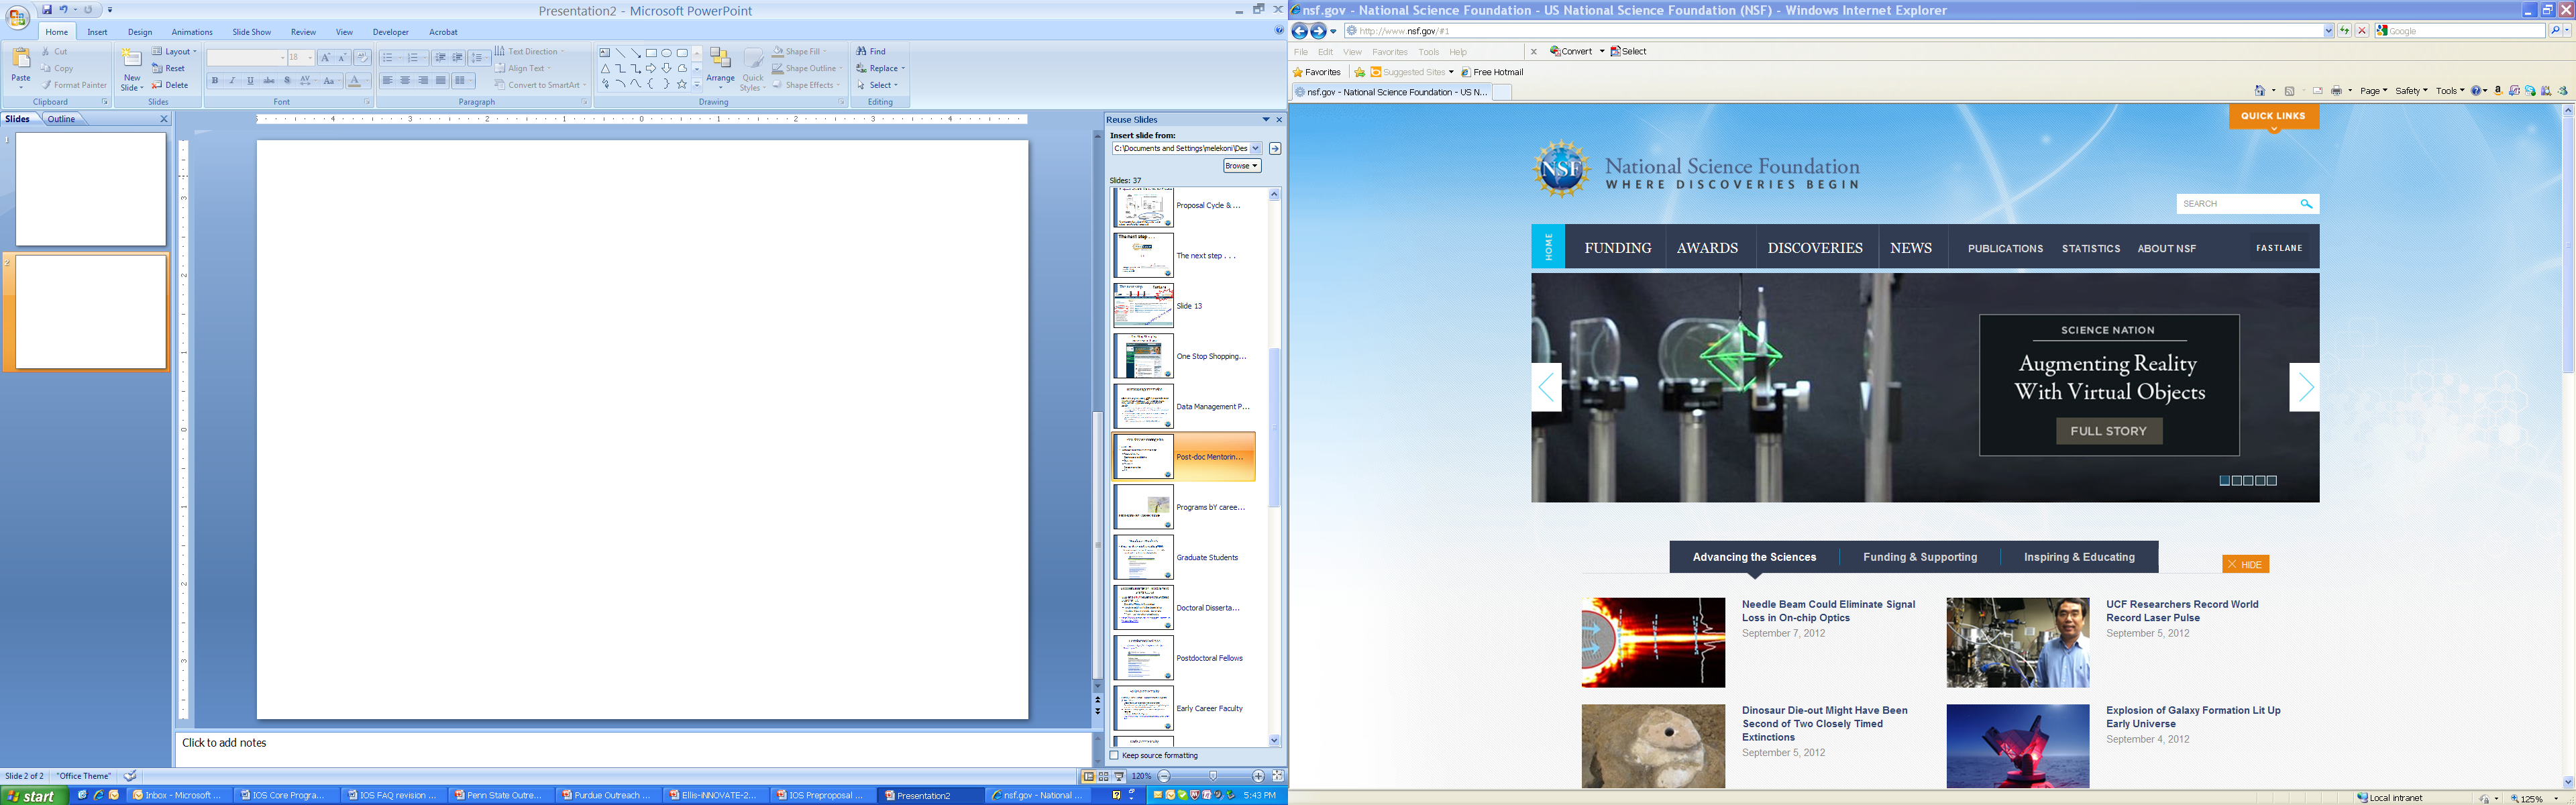 Presentation2 - Microsoft PowerPoint
Home Insert Design Animations Slide Show Review View Developer Acrobat
Paste
Cut
Copy
Format Painter
Clipboard
New
Slide
Layout
Reset
Delete
Slides
18
Font
Text Direction
Align Text
Convert to SmartArt
Paragraph
Arrange
Quick
Styles
Shape Fill
Shape Outline
Shape Effects
Drawing
Find
Replace
Select
Editing
Slides Outline
1
2
Click to add notes
Reuse Slides
Insert slide from:
C:\Documents and Settings\melekoni\Des
Browse
Slides: 37
Proposal Cycle & ...
The next step . . .
Slide 13
One Stop Shopping...
Data Management P...
Post-doc Mentorin...
Programs bY caree...
Graduate Students
Doctoral Disserta...
Postdoctoral Fellows
Early Career Faculty
Keep source formatting
Slide 2 of 2 "Office Theme" 120%
start Inbox - Microsoft ... IOS Core Progra... IOS FAQ revision ... Penn State Outre... Purdue Outreach ... Ellis-iNNOVATE-2... IOS Preproposal ... Presentation2 nsf.gov - National ... 5:43 PM
nsf.gov - National Science Foundation - US National Science Foundation (NSF) - Windows Internet Explorer
http://www.nsf.gov/#1
Google
File Edit View Favorites Tools Help
x Convert Select
Favorites Suggested Sites Free Hotmail
nsf.gov - National Science Foundation - US N...
Page Safety Tools
QUICK LINKS
NSF
National Science Foundation
WHERE DISCOVERIES BEGIN
SEARCH
HOME FUNDING AWARDS DISCOVERIES NEWS PUBLICATIONS STATISTICS ABOUT NSF FASTLANE
SCIENCE NATION
Augmenting Reality
With Virtual Objects
FULL STORY
Advancing the Sciences Funding & Supporting Inspiring & Educating
HIDE
Needle Beam Could Eliminate Signal
Loss in On-chip Optics
September 7, 2012
UCF Researchers Record World
Record Laser Pulse
September 5, 2012
Dinosaur Die-out Might Have Been
Second of Two Closely Timed
Extinctions
September 5, 2012
Explosion of Galaxy Formation Lit Up
Early Universe
September 4, 2012
Local intranet
125%